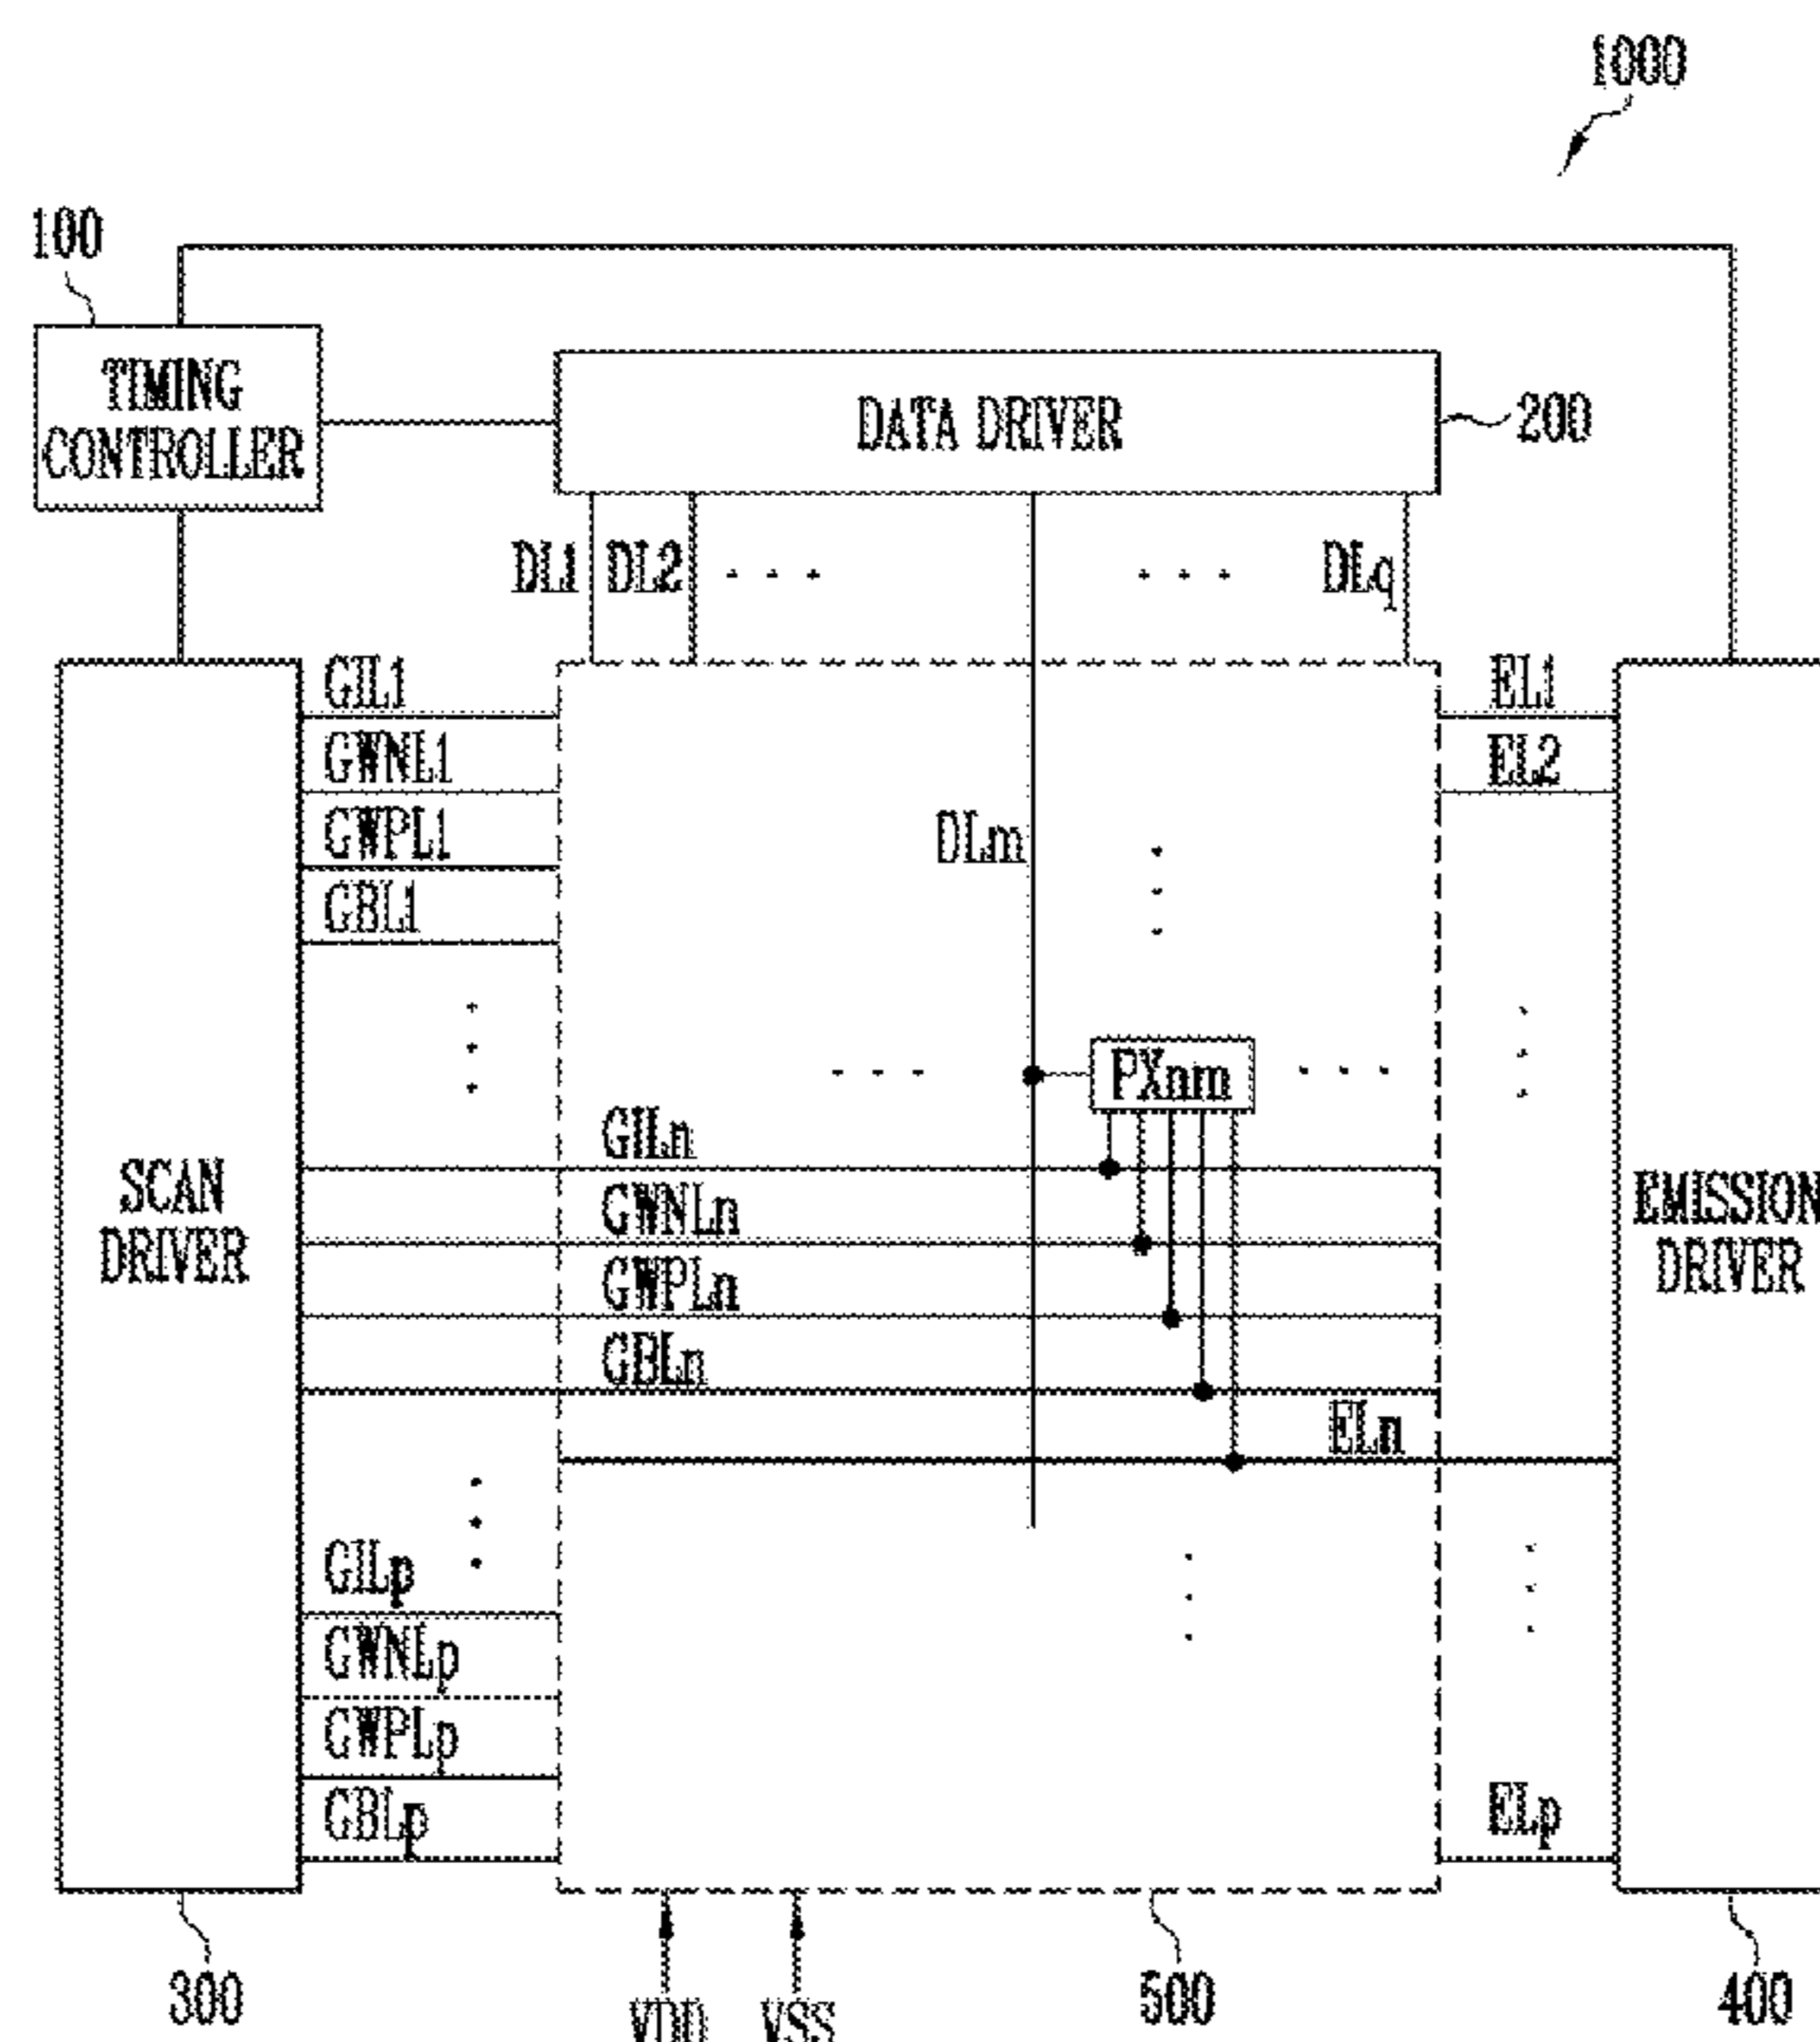 1000
100
TIMING
CONTROLLER
DATA DRIVER
200
DL1
DL2
DLq
GIL1
EL1
GWNL1
EL2
GWPL1
DLm
GBL1
PXnm
GILn
SCAN
DRIVER
GWNLn
EMISSION
DRIVER
GWPLn
GBLn
ELn
GILp
GWNLp
GWPLp
GBLp
ELp
300
VDD
VSS
500
400